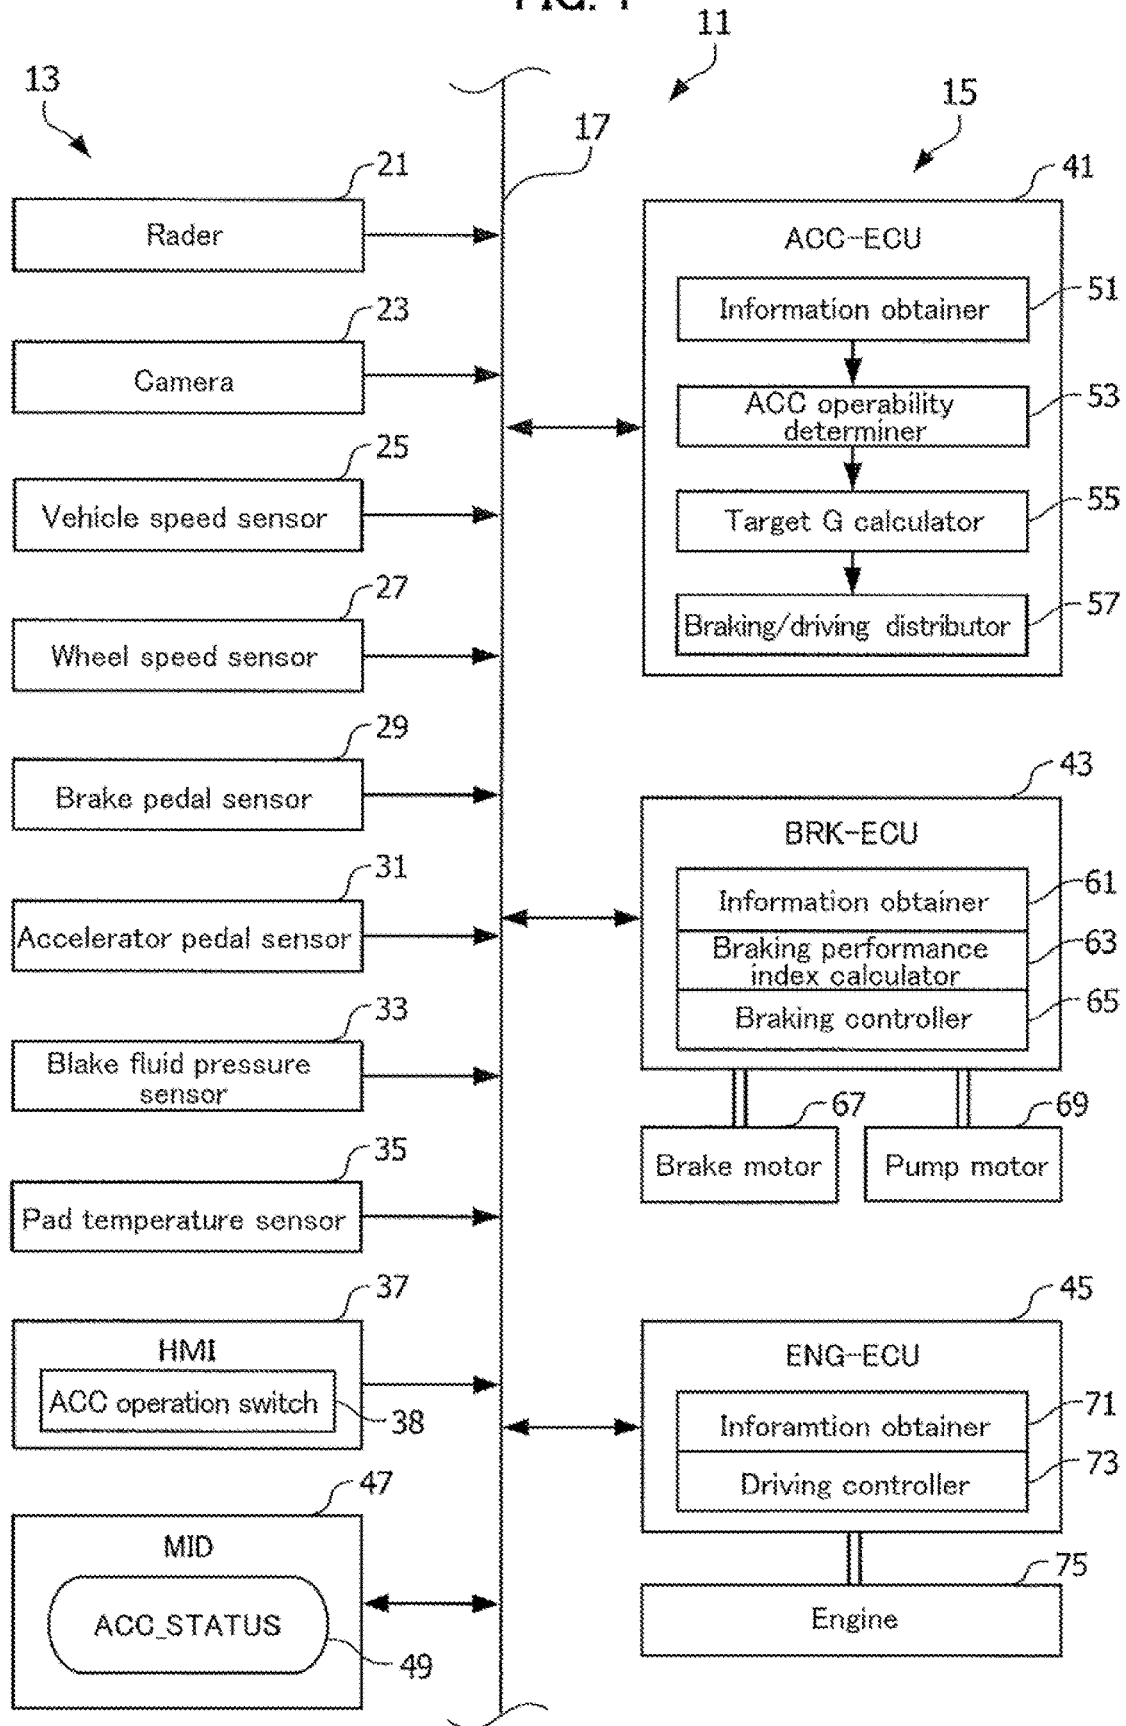 FIG. 1
11
13
15
17
21
Rader
23
Camera
25
Vehicle speed sensor
27
Wheel speed sensor
29
Brake pedal sensor
31
Accelerator pedal sensor
33
Blake fluid pressure
sensor
35
Pad temperature sensor
37
HMI
ACC operation switch
38
47
MID
ACC_STATUS
49
41
ACC-ECU
51
Information obtainer
53
ACC operability
determiner
55
Target G calculator
57
Braking/driving distributor
43
BRK-ECU
61
Information obtainer
63
Braking performance
index calculator
65
Braking controller
67
Brake motor
69
Pump motor
45
ENG-ECU
71
Inforamtion obtainer
73
Driving controller
75
Engine